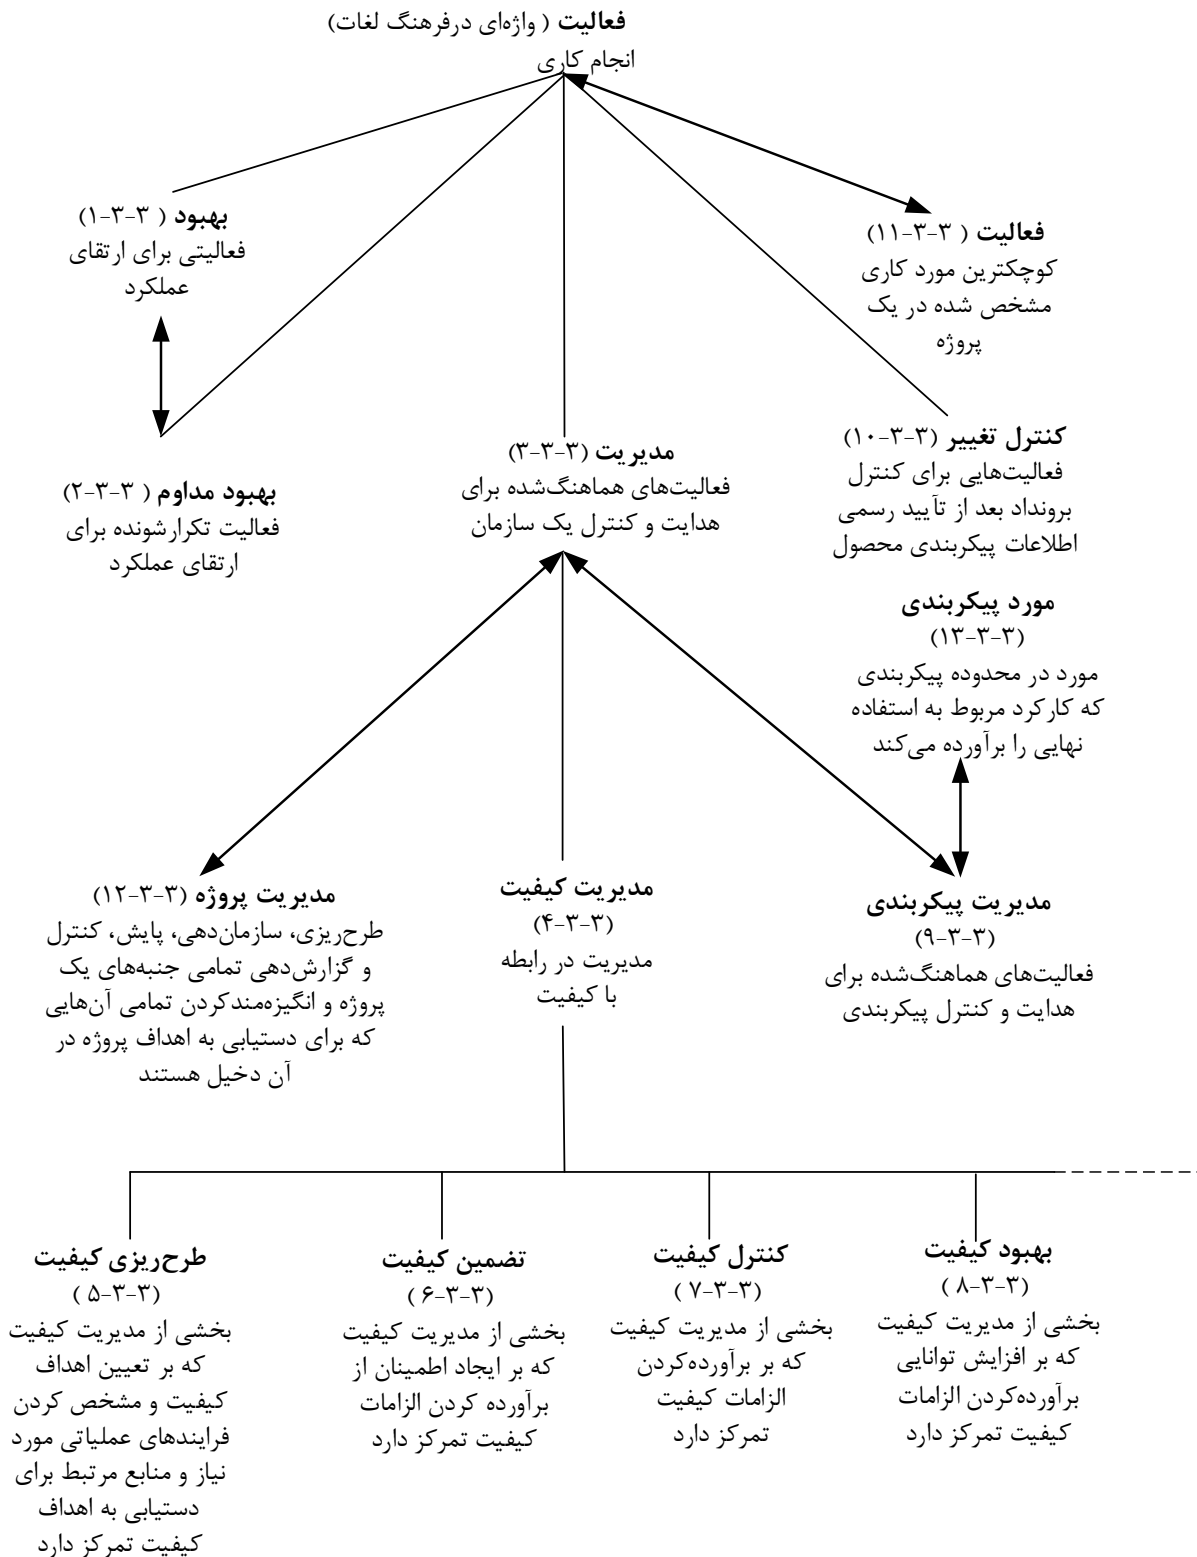 فعالیت ( واژه‌ای درفرهنگ لغات)
انجام کاری
بهبود ( ۳-۳-۱)
فعالیتی برای ارتقای
عملکرد
فعالیت ( ۳-۳-۱۱)
کوچکترین مورد کاری
مشخص شده در یک
پروژه
بهبود مداوم ( ۳-۳-۲)
فعالیت تکرارشونده برای
ارتقای عملکرد
مدیریت (۳-۳-۳)
فعالیت‌های هماهنگ‌شده برای
هدایت و کنترل یک سازمان
کنترل تغییر (۳-۳-۱۰)
فعالیت‌هایی برای کنترل
برونداد بعد از تآیید رسمی
اطلاعات پیکربندی محصول
مورد پیکربندی
(۳-۳-۱۳)
مورد در محدوده پیکربندی
که کارکرد مربوط به استفاده
نهایی را برآورده می‌کند
مدیریت پروژه (۳-۳-۱۲)
طرح‌ریزی، سازمان‌دهی، پایش، کنترل
و گزارش‌دهی تمامی جنبه‌های یک
پروژه و انگیزه‌مندکردن تمامی آن‌هایی
که برای دستیابی به اهداف پروژه در
آن دخیل هستند
مدیریت کیفیت
(۳-۳-۴)
مدیریت در رابطه
با کیفیت
مدیریت پیکربندی
(۳-۳-۹)
فعالیت‌های هماهنگ‌شده برای
هدایت و کنترل پیکربندی
طرح‌ریزی کیفیت
(۳-۳-۵ )
بخشی از مدیریت کیفیت
که بر تعیین اهداف
کیفیت و مشخص کردن
فرایندهای عملیاتی مورد
نیاز و منابع مرتبط برای
دستیابی به اهداف
کیفیت تمرکز دارد
تضمین کیفیت
(۳-۳-۶ )
بخشی از مدیریت کیفیت
که بر ایجاد اطمینان از
برآورده کردن الزامات
کیفیت تمرکز دارد
کنترل کیفیت
(۳-۳-۷ )
بخشی از مدیریت کیفیت
که بر برآورده‌کردن
الزامات کیفیت
تمرکز دارد
بهبود کیفیت
(۳-۳-۸ )
بخشی از مدیریت کیفیت
که بر افزایش توانایی
برآورده‌کردن الزامات
کیفیت تمرکز دارد